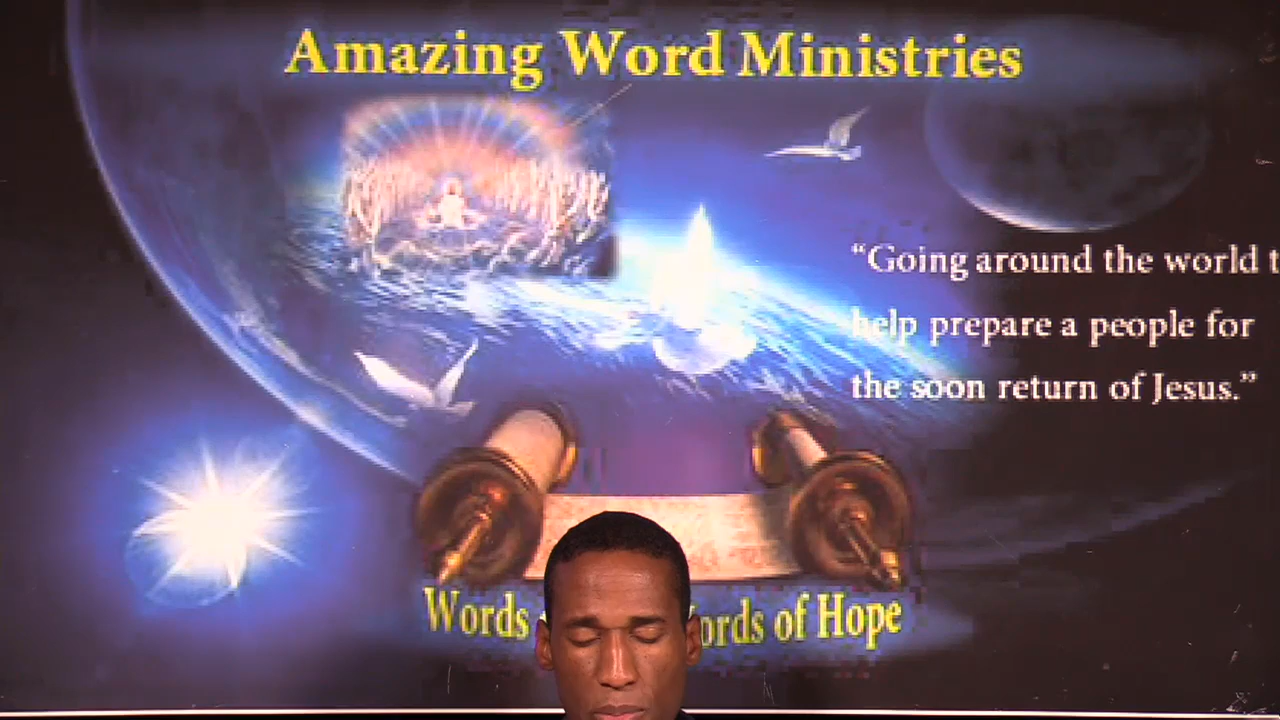 Amazing Word Ministries
“Going around the world t
help prepare a people for
the soon return of Jesus.”
Words ords of Hope